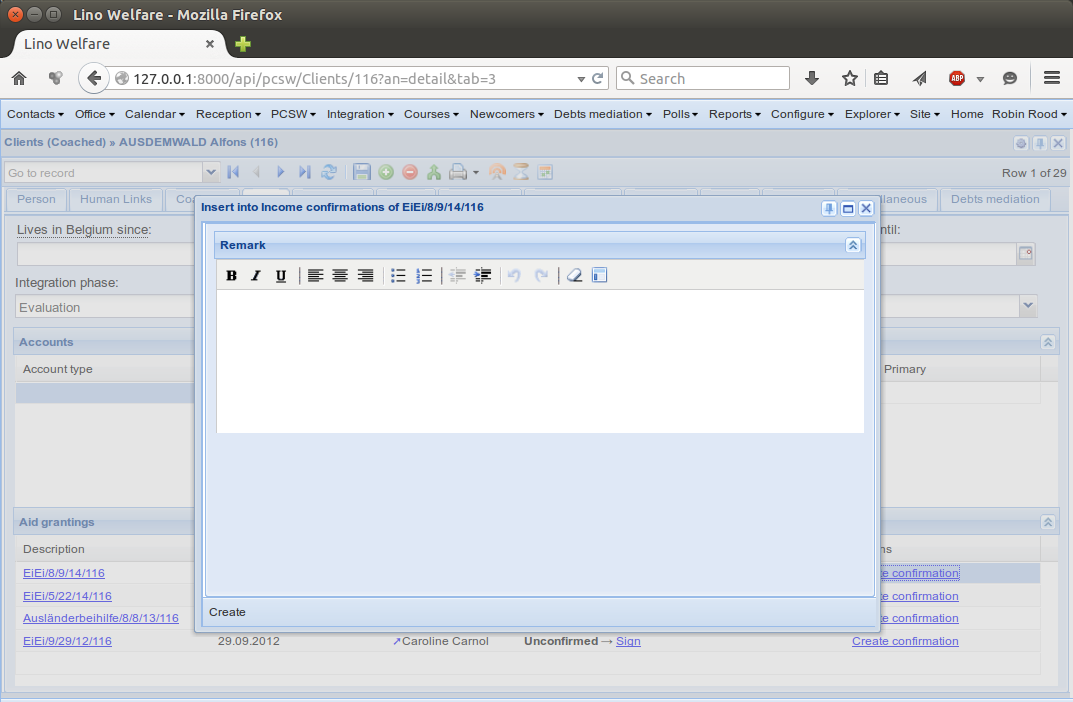 Lino Welfare - Mozilla Firefox
Lino Welfare
127.0.0.1:8000/api/pcsw/Clients/116?an=detail&tab=3
Search
ABP
Contacts Office Calendar Reception PCSW Integration Courses Newcomers Debts mediation Polls Reports Configure Explorer Site Home Robin Rood
Clients (Coached) » AUSDEMWALD Alfons (116)
Go to record
Row 1 of 29
Person Human Links Coa llaneous Debts mediation
Insert into Income confirmations of EiEi/8/9/14/116
Lives in Belgium since: ntil:
Remark
B I U
Integration phase:
Evaluation
Accounts
Account type Primary
Aid grantings
Description ns
EiEi/8/9/14/116 e confirmation
EiEi/5/22/14/116 te confirmation
Ausländerbeihilfe/8/8/13/116 te confirmation
Create
EiEi/9/29/12/116 29.09.2012 ↗Caroline Carnol Unconfirmed → Sign Create confirmation